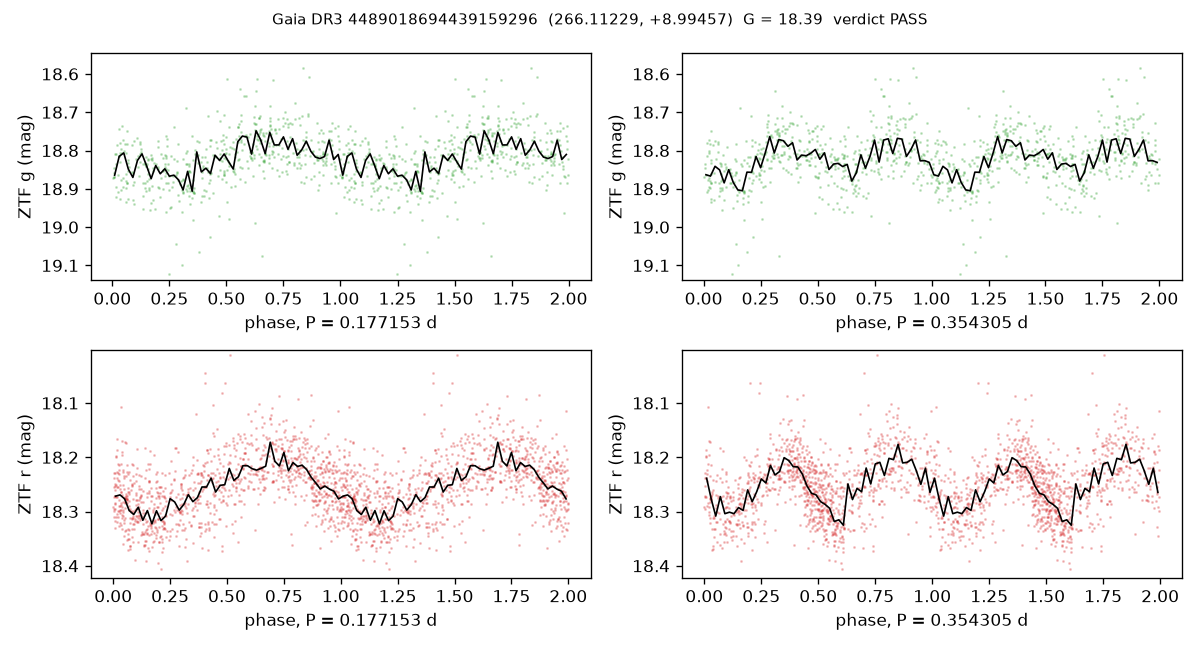 Gaia DR3 4489018694439159296  (266.11229, +8.99457)  G = 18.39  verdict PASS
ZTF g (mag)
18.6
18.7
18.8
18.9
19.0
19.1
0.00 0.25 0.50 0.75 1.00 1.25 1.50 1.75 2.00
phase, P = 0.177153 d
ZTF g (mag)
18.6
18.7
18.8
18.9
19.0
19.1
0.00 0.25 0.50 0.75 1.00 1.25 1.50 1.75 2.00
phase, P = 0.354305 d
ZTF r (mag)
18.1
18.2
18.3
18.4
0.00 0.25 0.50 0.75 1.00 1.25 1.50 1.75 2.00
phase, P = 0.177153 d
ZTF r (mag)
18.1
18.2
18.3
18.4
0.00 0.25 0.50 0.75 1.00 1.25 1.50 1.75 2.00
phase, P = 0.354305 d